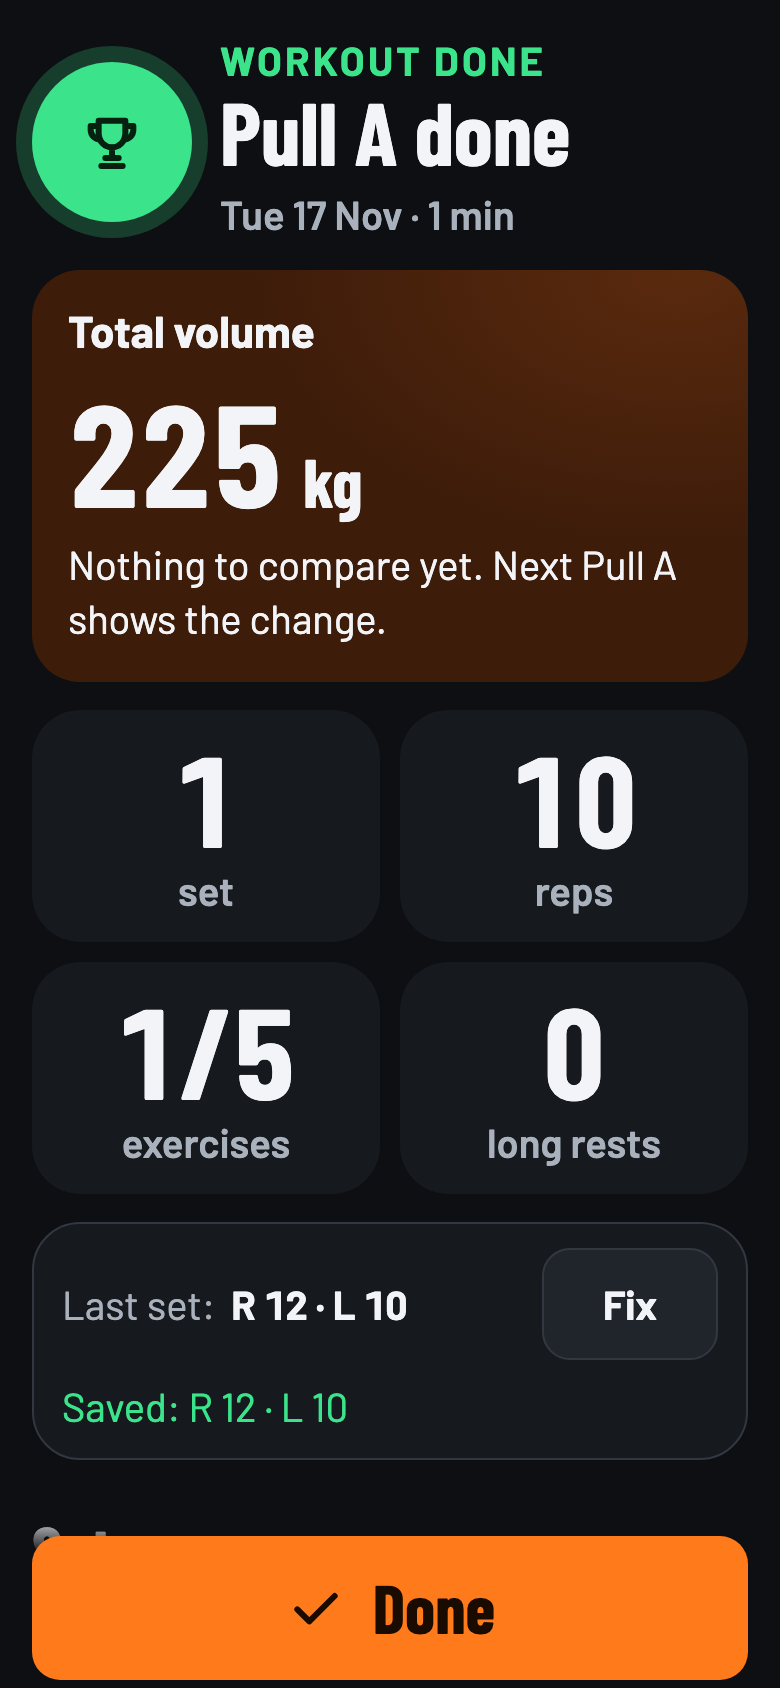 WORKOUT DONE
Pull A done
Tue 17 Nov · 1 min
Total volume
225 kg
Nothing to compare yet. Next Pull A
shows the change.
1
set
10
reps
1/5
exercises
0
long rests
Last set: R 12 · L 10
Fix
Saved: R 12 · L 10
Done